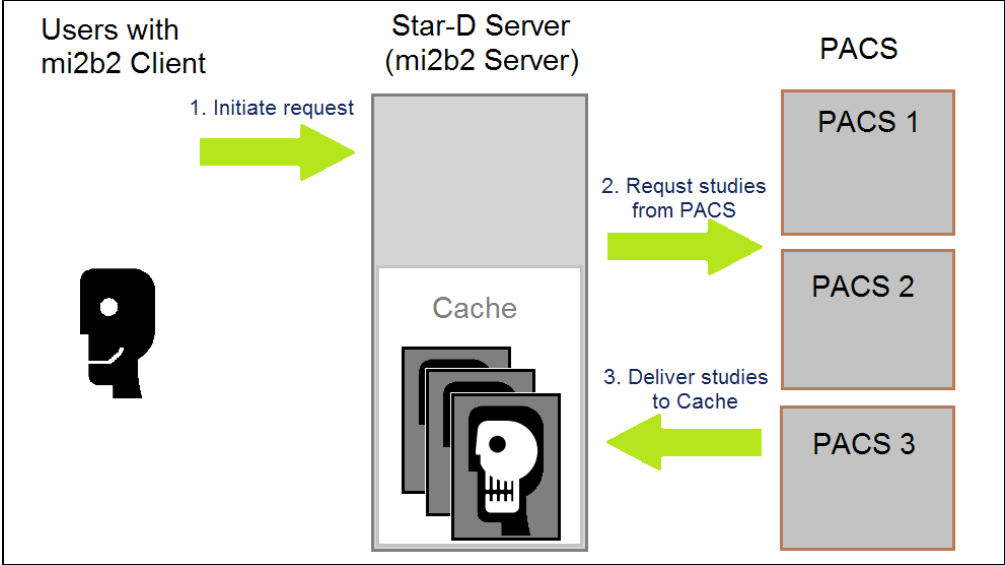 Users with
mi2b2 Client
Star-D Server
(mi2b2 Server)
PACS
1. Initiate request
PACS 1
2. Requst studies
from PACS
PACS 2
Cache
3. Deliver studies
to Cache
PACS 3